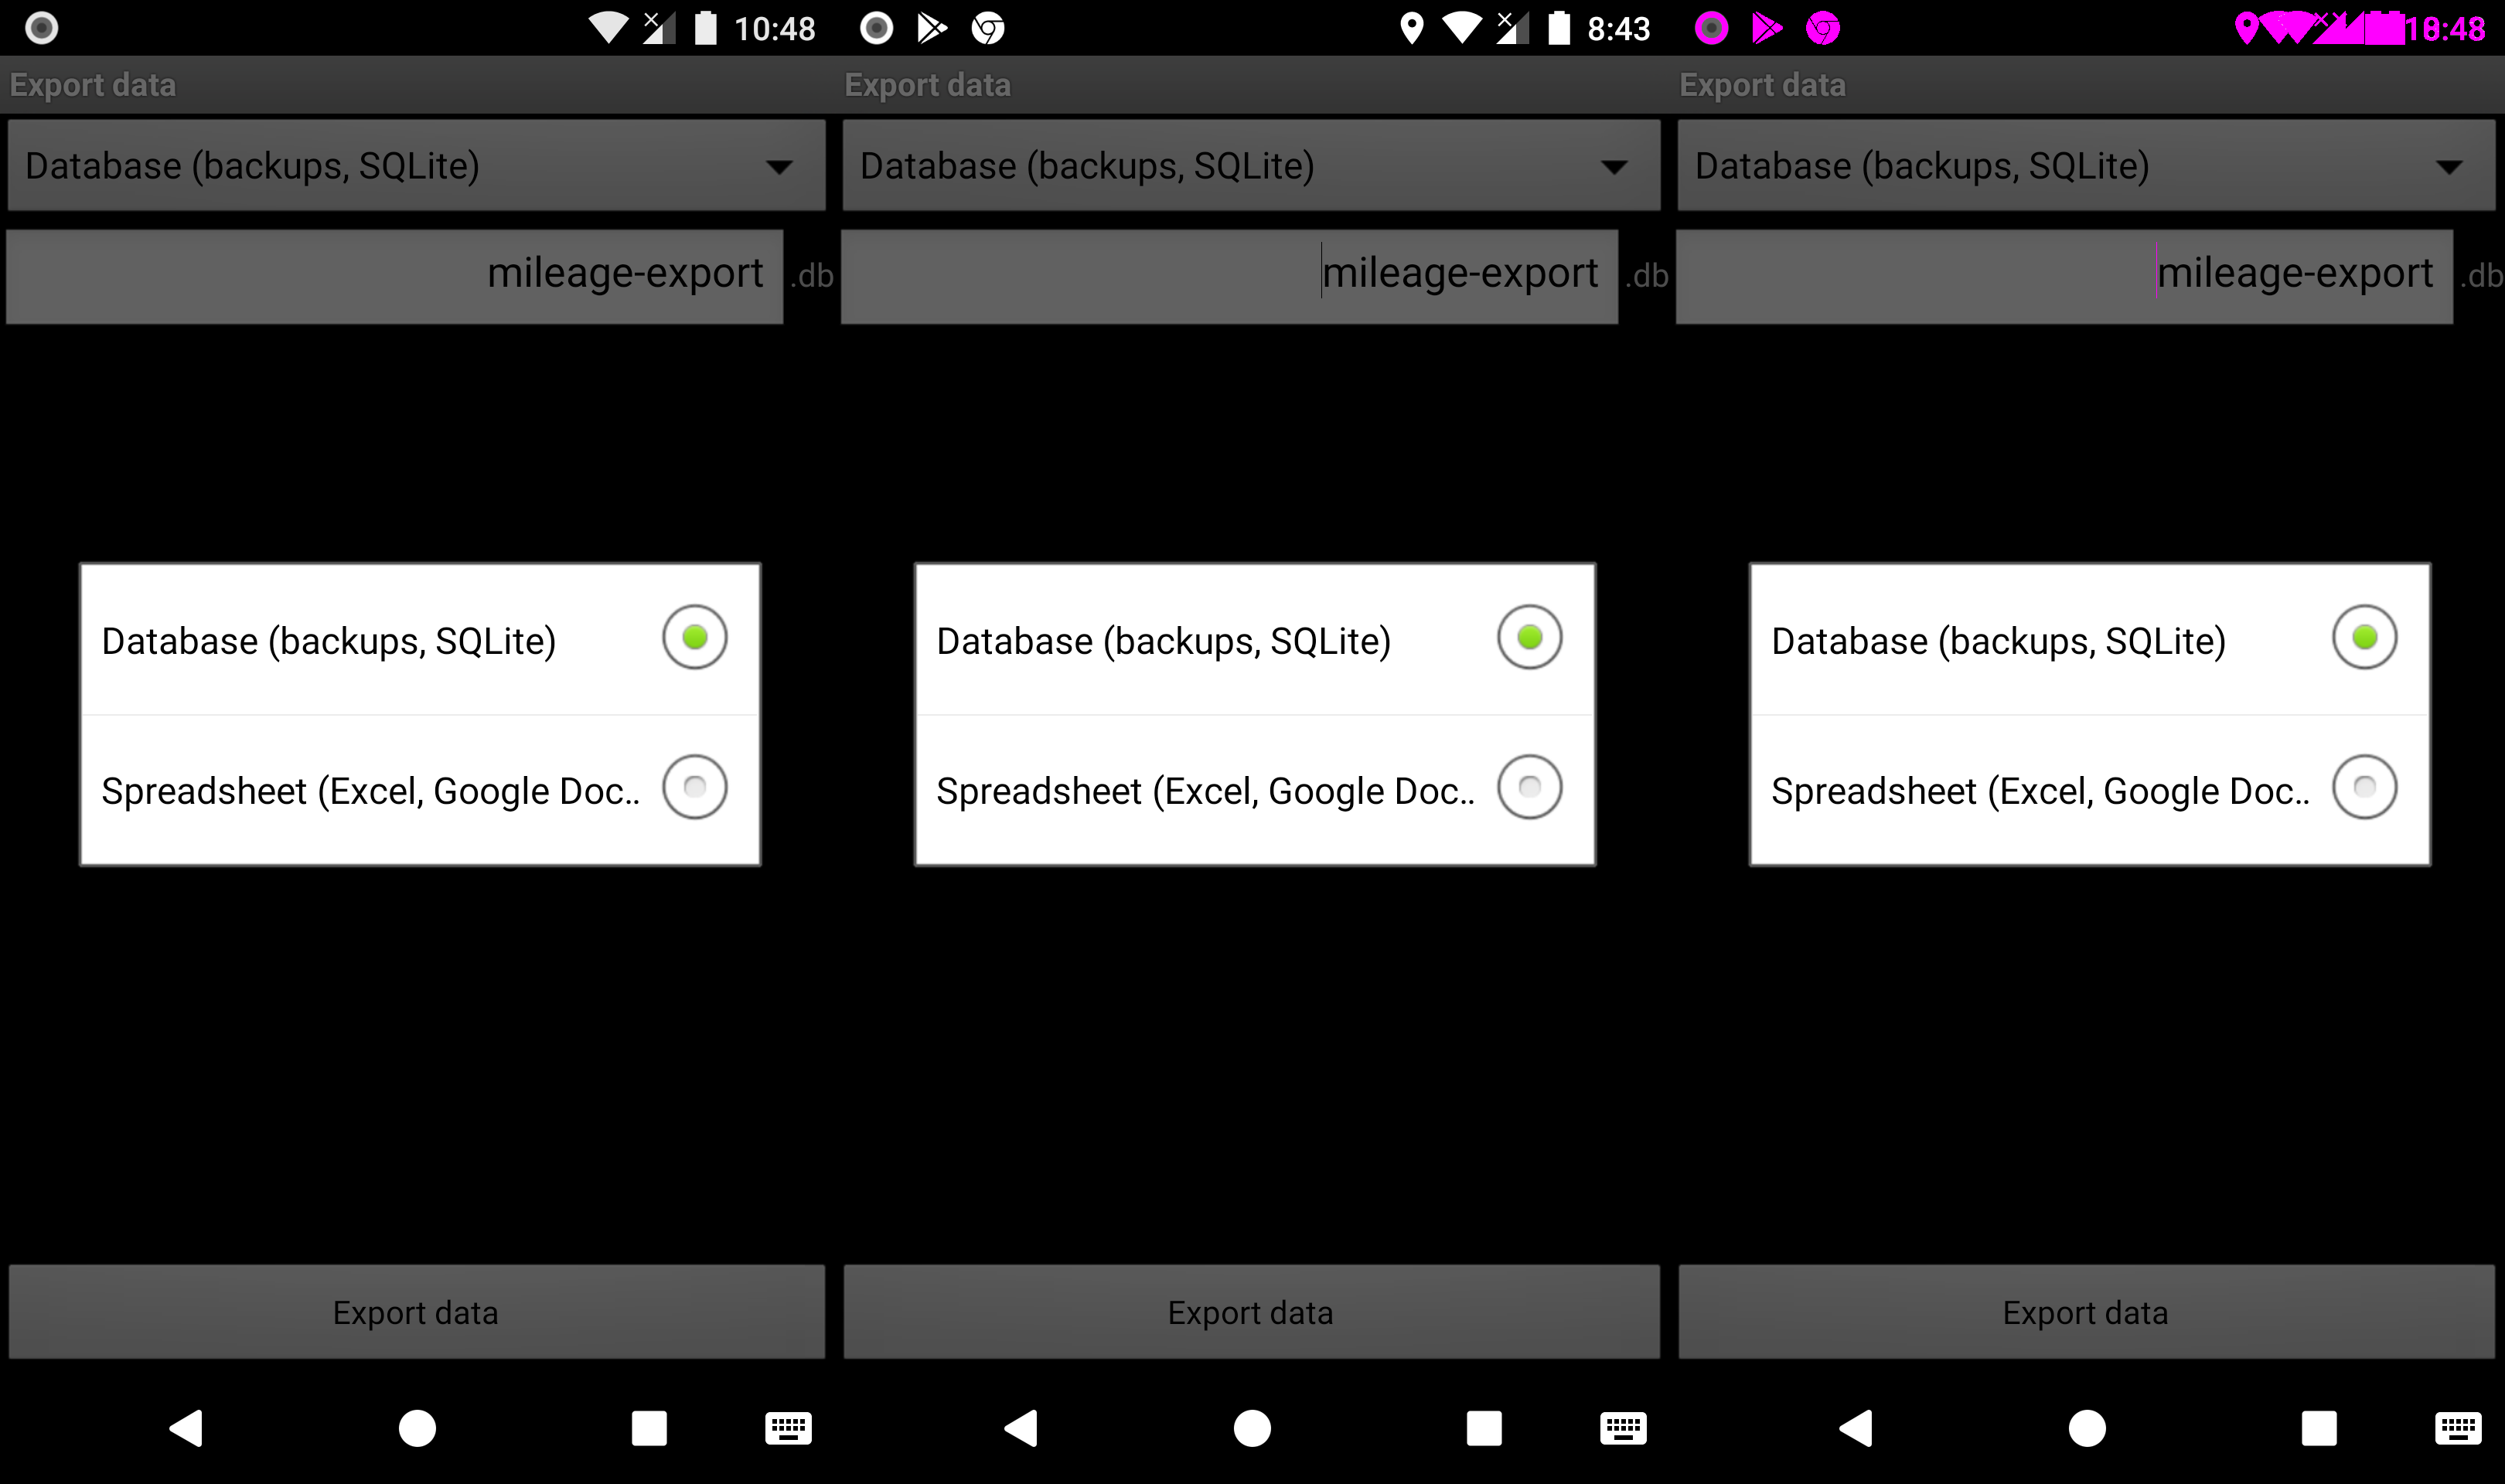 10:48
Export data
Database (backups, SQLite)
mileage-export .db
Database (backups, SQLite)
Spreadsheet (Excel, Google Doc..
Export data
8:43
Export data
Database (backups, SQLite)
mileage-export .db
Database (backups, SQLite)
Spreadsheet (Excel, Google Doc..
Export data
Export data
Database (backups, SQLite)
mileage-export .db
Database (backups, SQLite)
Spreadsheet (Excel, Google Doc..
Export data